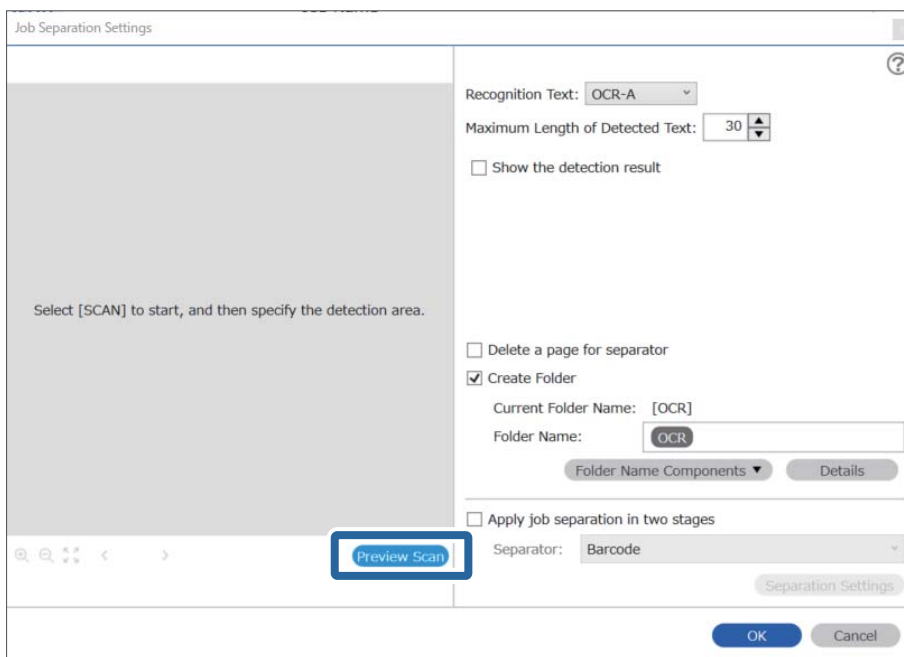 Job Separation Settings
Recognition Text: OCR-A
Maximum Length of Detected Text: 30
Show the detection result
Select [SCAN] to start, and then specify the detection area.
Delete a page for separator
Create Folder
Current Folder Name: [OCR]
Folder Name: OCR
Folder Name Components ▼ Details
Apply job separation in two stages
Preview Scan
Separator: Barcode
Separation Settings
OK Cancel